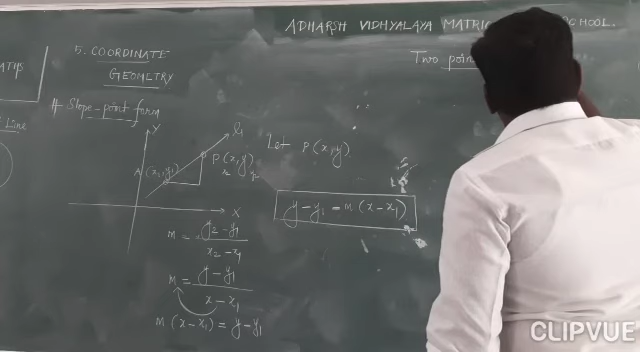 ADHARSH VIDHYALAYA MATRIC SCHOOL.
5. COORDINATE
GEOMETRY
Two point
# Slope-point form
Line
Y
l
Let P(x,y)
A (x1,y1)
P(x,y)
X
y-y1 = m (x-x1)
m = y2-y1 / x2-x1
m = y-y1 / x-x1
m (x-x1) = y-y1
CLIPVUE